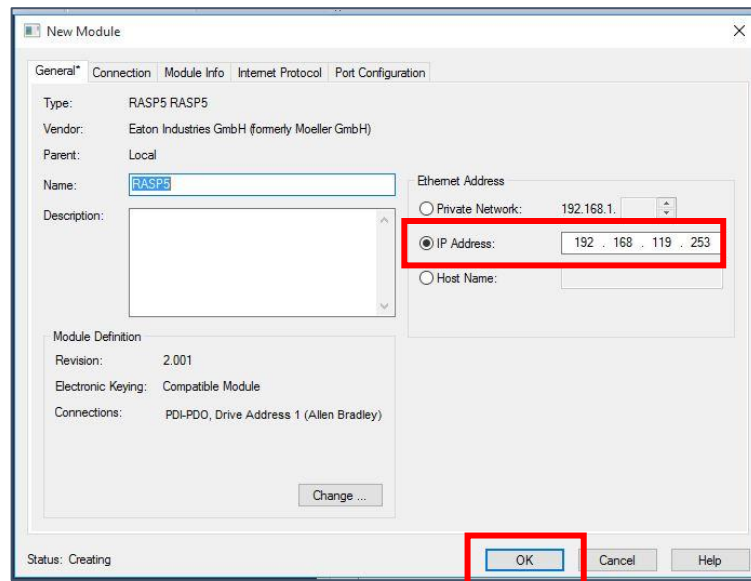 New Module
General* Connection Module Info Internet Protocol Port Configuration
Type: RASP5 RASP5
Vendor: Eaton Industries GmbH (formerly Moeller GmbH)
Parent: Local
Name: RASP5
Description:
Ethernet Address
Private Network: 192.168.1.
IP Address: 192 . 168 . 119 . 253
Host Name:
Module Definition
Revision: 2.001
Electronic Keying: Compatible Module
Connections: PDI-PDO, Drive Address 1 (Allen Bradley)
Change ...
Status: Creating
OK Cancel Help